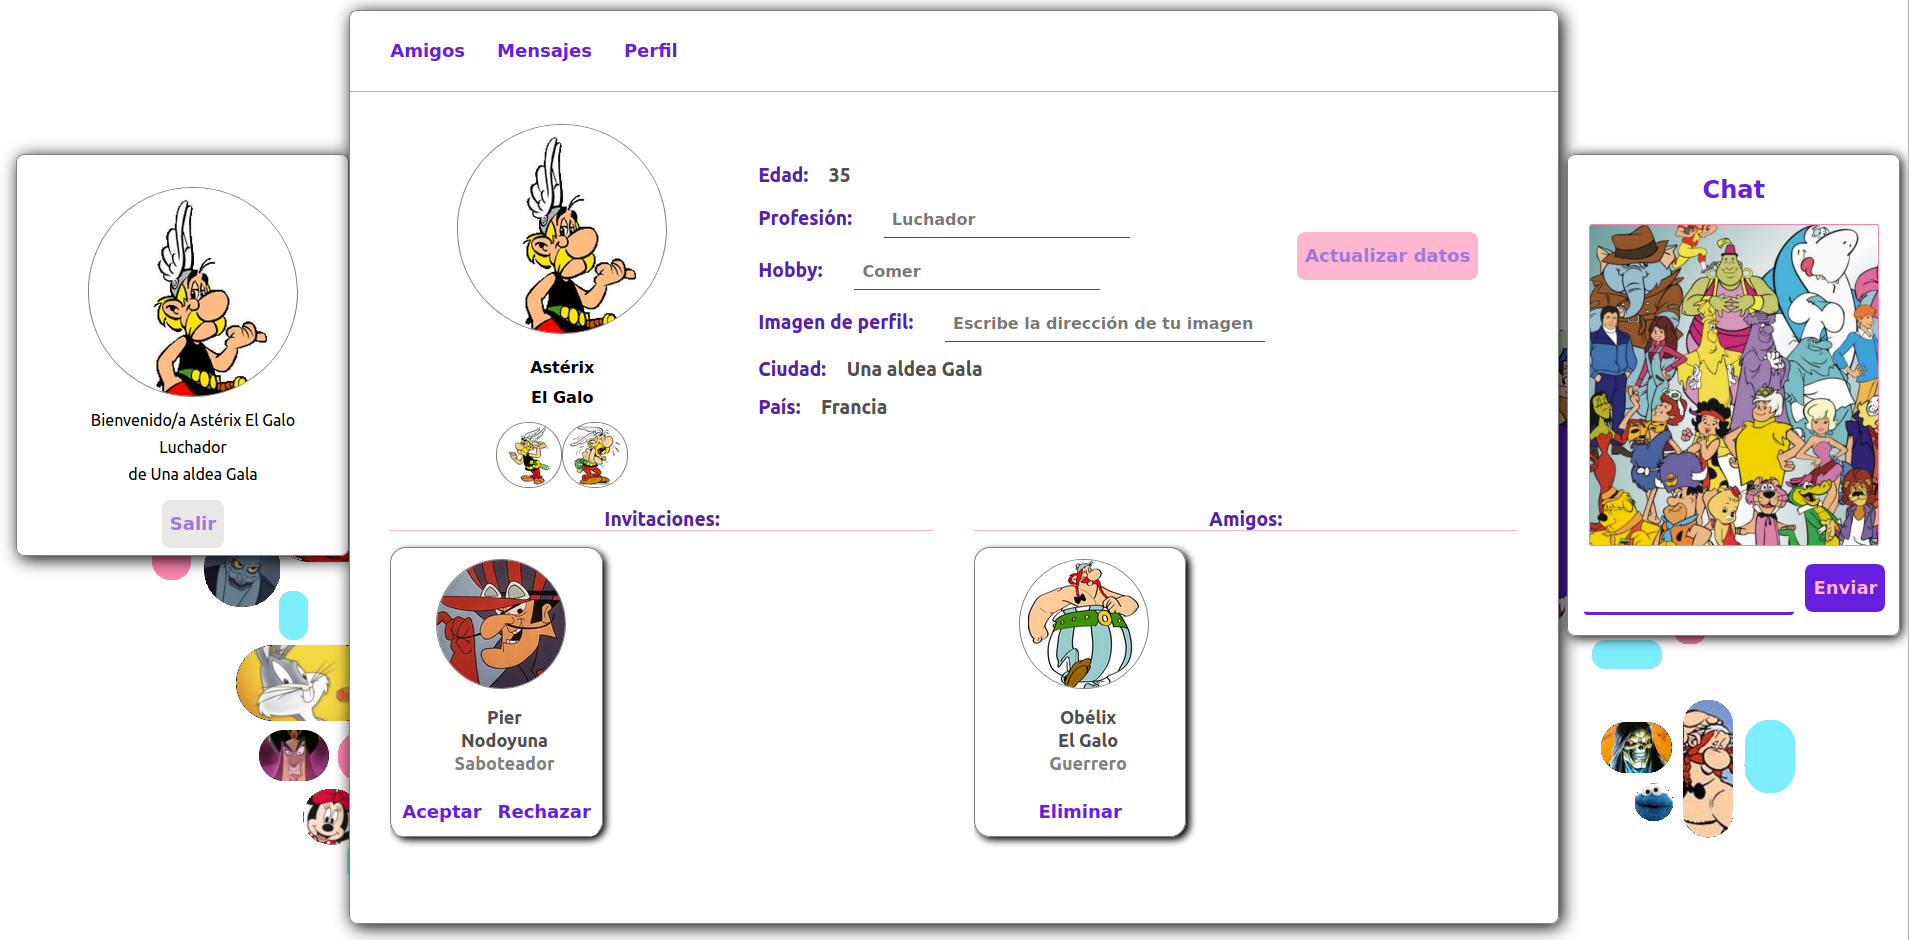 Amigos Mensajes Perfil
Bienvenido/a Astérix El Galo
Luchador
de Una aldea Gala
Salir
Astérix
El Galo
Edad: 35
Profesión: Luchador
Hobby: Comer
Imagen de perfil: Escribe la dirección de tu imagen
Ciudad: Una aldea Gala
País: Francia
Actualizar datos
Invitaciones:
Pier
Nodoyuna
Saboteador
Aceptar Rechazar
Amigos:
Obélix
El Galo
Guerrero
Eliminar
Chat
Enviar